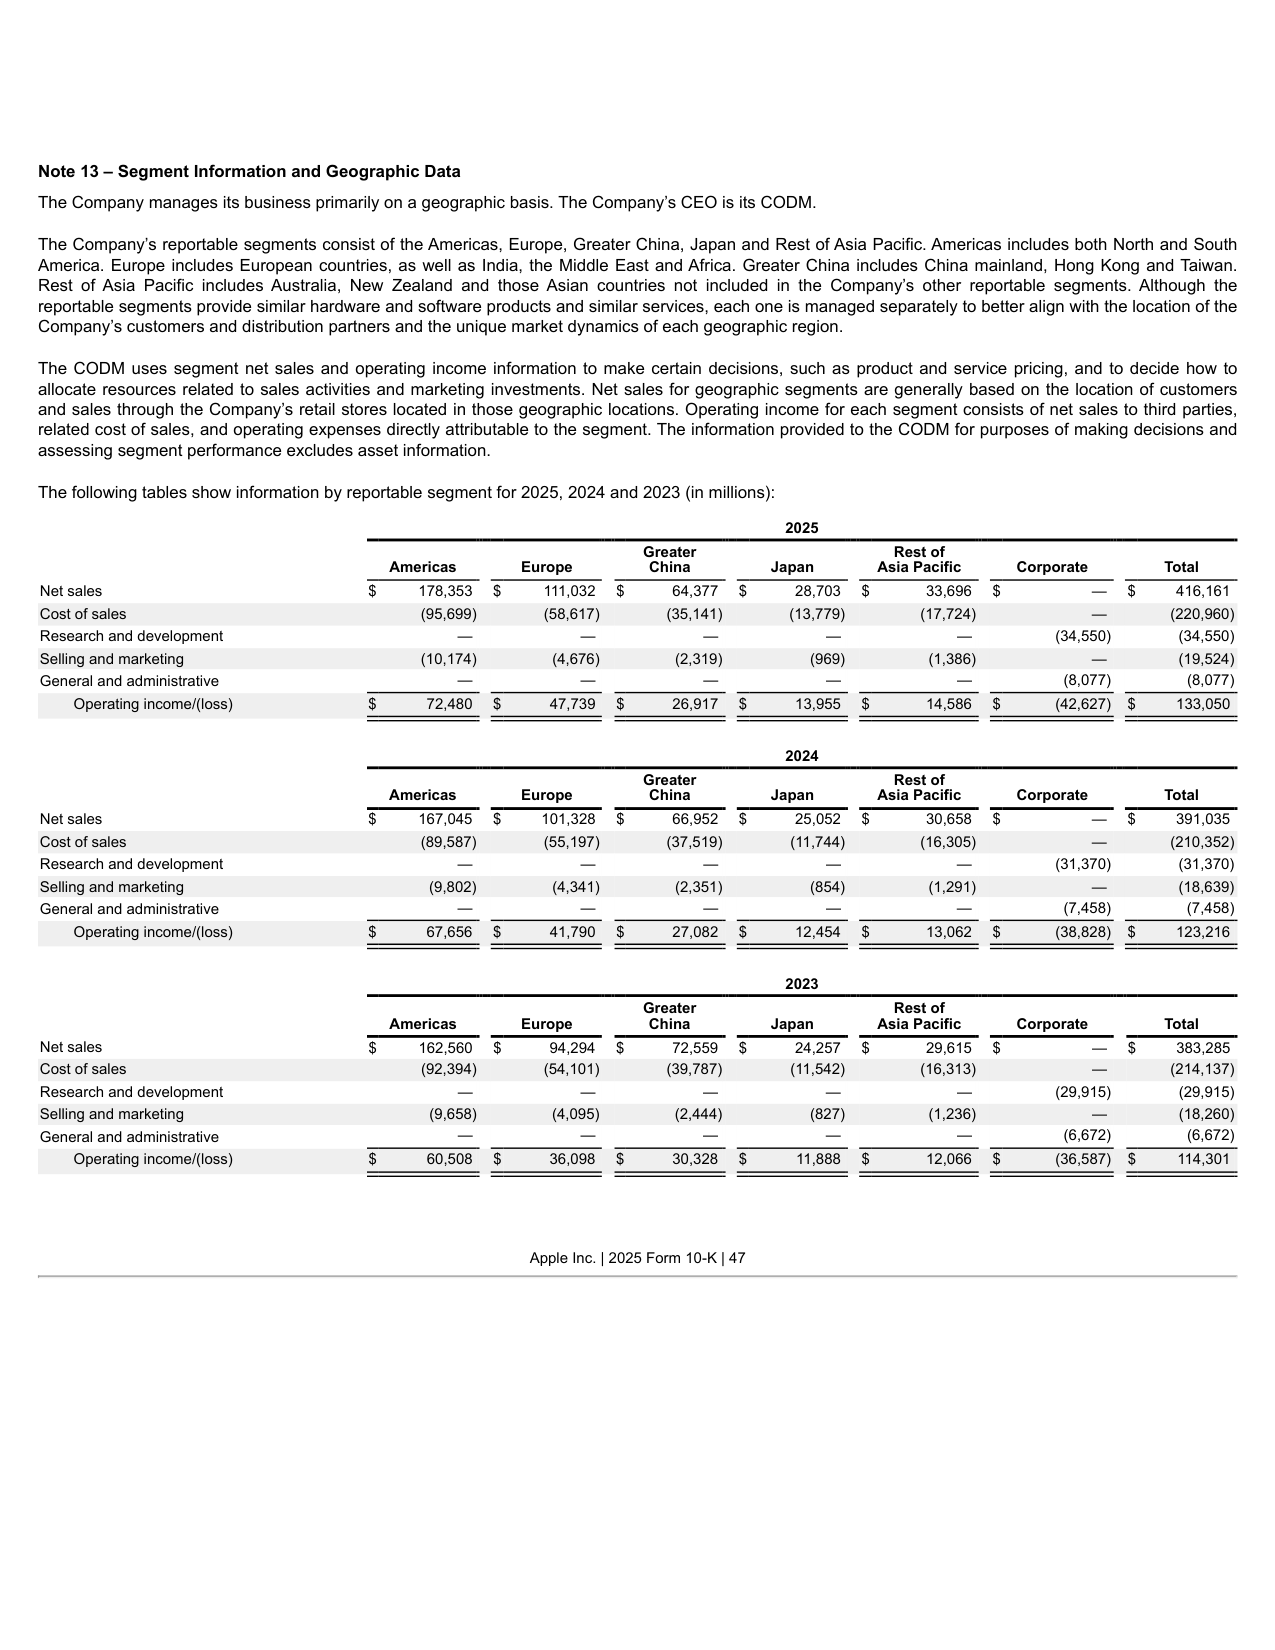 Note 13 – Segment Information and Geographic Data
The Company manages its business primarily on a geographic basis. The Company’s CEO is its CODM.
The Company’s reportable segments consist of the Americas, Europe, Greater China, Japan and Rest of Asia Pacific. Americas includes both North and South
America. Europe includes European countries, as well as India, the Middle East and Africa. Greater China includes China mainland, Hong Kong and Taiwan.
Rest of Asia Pacific includes Australia, New Zealand and those Asian countries not included in the Company’s other reportable segments. Although the
reportable segments provide similar hardware and software products and similar services, each one is managed separately to better align with the location of the
Company’s customers and distribution partners and the unique market dynamics of each geographic region.
The CODM uses segment net sales and operating income information to make certain decisions, such as product and service pricing, and to decide how to
allocate resources related to sales activities and marketing investments. Net sales for geographic segments are generally based on the location of customers
and sales through the Company’s retail stores located in those geographic locations. Operating income for each segment consists of net sales to third parties,
related cost of sales, and operating expenses directly attributable to the segment. The information provided to the CODM for purposes of making decisions and
assessing segment performance excludes asset information.
The following tables show information by reportable segment for 2025, 2024 and 2023 (in millions):
2025
Americas Europe Greater China Japan Rest of Asia Pacific Corporate Total
Net sales $ 178,353 $ 111,032 $ 64,377 $ 28,703 $ 33,696 $ — $ 416,161
Cost of sales (95,699) (58,617) (35,141) (13,779) (17,724) — (220,960)
Research and development — — — — — (34,550) (34,550)
Selling and marketing (10,174) (4,676) (2,319) (969) (1,386) — (19,524)
General and administrative — — — — — (8,077) (8,077)
Operating income/(loss) $ 72,480 $ 47,739 $ 26,917 $ 13,955 $ 14,586 $ (42,627) $ 133,050
2024
Americas Europe Greater China Japan Rest of Asia Pacific Corporate Total
Net sales $ 167,045 $ 101,328 $ 66,952 $ 25,052 $ 30,658 $ — $ 391,035
Cost of sales (89,587) (55,197) (37,519) (11,744) (16,305) — (210,352)
Research and development — — — — — (31,370) (31,370)
Selling and marketing (9,802) (4,341) (2,351) (854) (1,291) — (18,639)
General and administrative — — — — — (7,458) (7,458)
Operating income/(loss) $ 67,656 $ 41,790 $ 27,082 $ 12,454 $ 13,062 $ (38,828) $ 123,216
2023
Americas Europe Greater China Japan Rest of Asia Pacific Corporate Total
Net sales $ 162,560 $ 94,294 $ 72,559 $ 24,257 $ 29,615 $ — $ 383,285
Cost of sales (92,394) (54,101) (39,787) (11,542) (16,313) — (214,137)
Research and development — — — — — (29,915) (29,915)
Selling and marketing (9,658) (4,095) (2,444) (827) (1,236) — (18,260)
General and administrative — — — — — (6,672) (6,672)
Operating income/(loss) $ 60,508 $ 36,098 $ 30,328 $ 11,888 $ 12,066 $ (36,587) $ 114,301
Apple Inc. | 2025 Form 10-K | 47